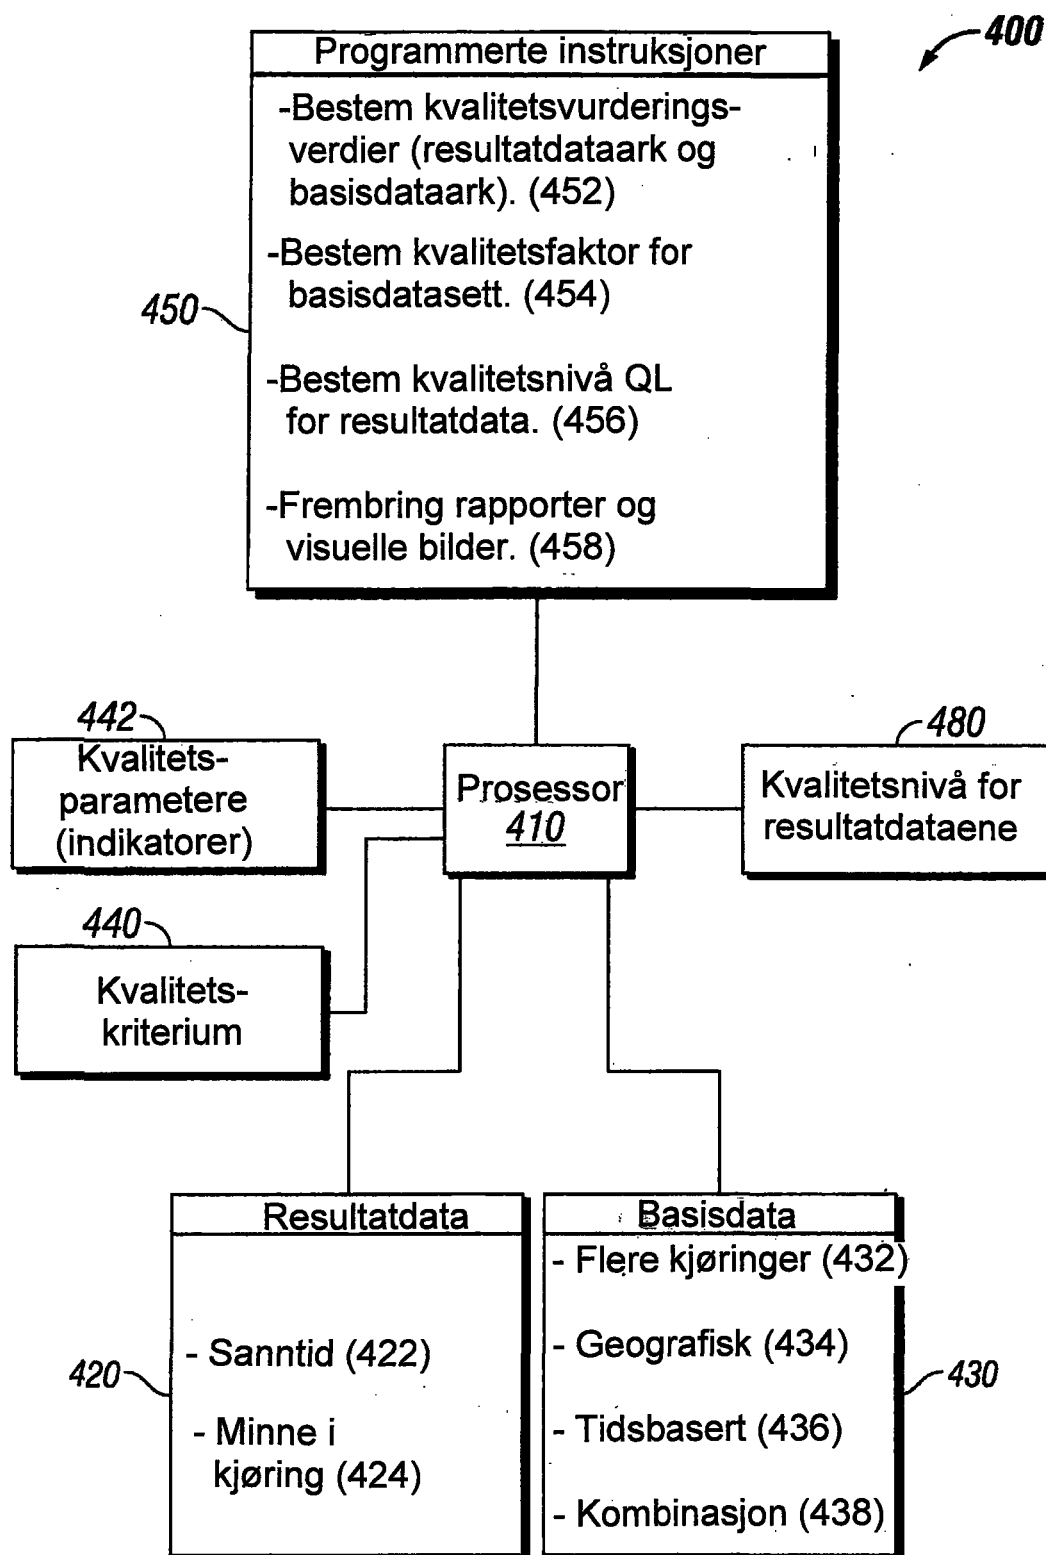 400
Programmerte instruksjoner
-Bestem kvalitetsvurderings-
verdier (resultatdataark og
basisdataark). (452)
-Bestem kvalitetsfaktor for
basisdatasett. (454)
450
-Bestem kvalitetsnivå QL
for resultatdata. (456)
-Frembring rapporter og
visuelle bilder. (458)
442
Kvalitets-
parametere
(indikatorer)
Prosessor
410
480
Kvalitetsnivå for
resultatdataene
440
Kvalitets-
kriterium
Resultatdata
- Sanntid (422)
420
- Minne i
kjøring (424)
Basisdata
- Flere kjøringer (432)
- Geografisk (434)
430
- Tidsbasert (436)
- Kombinasjon (438)